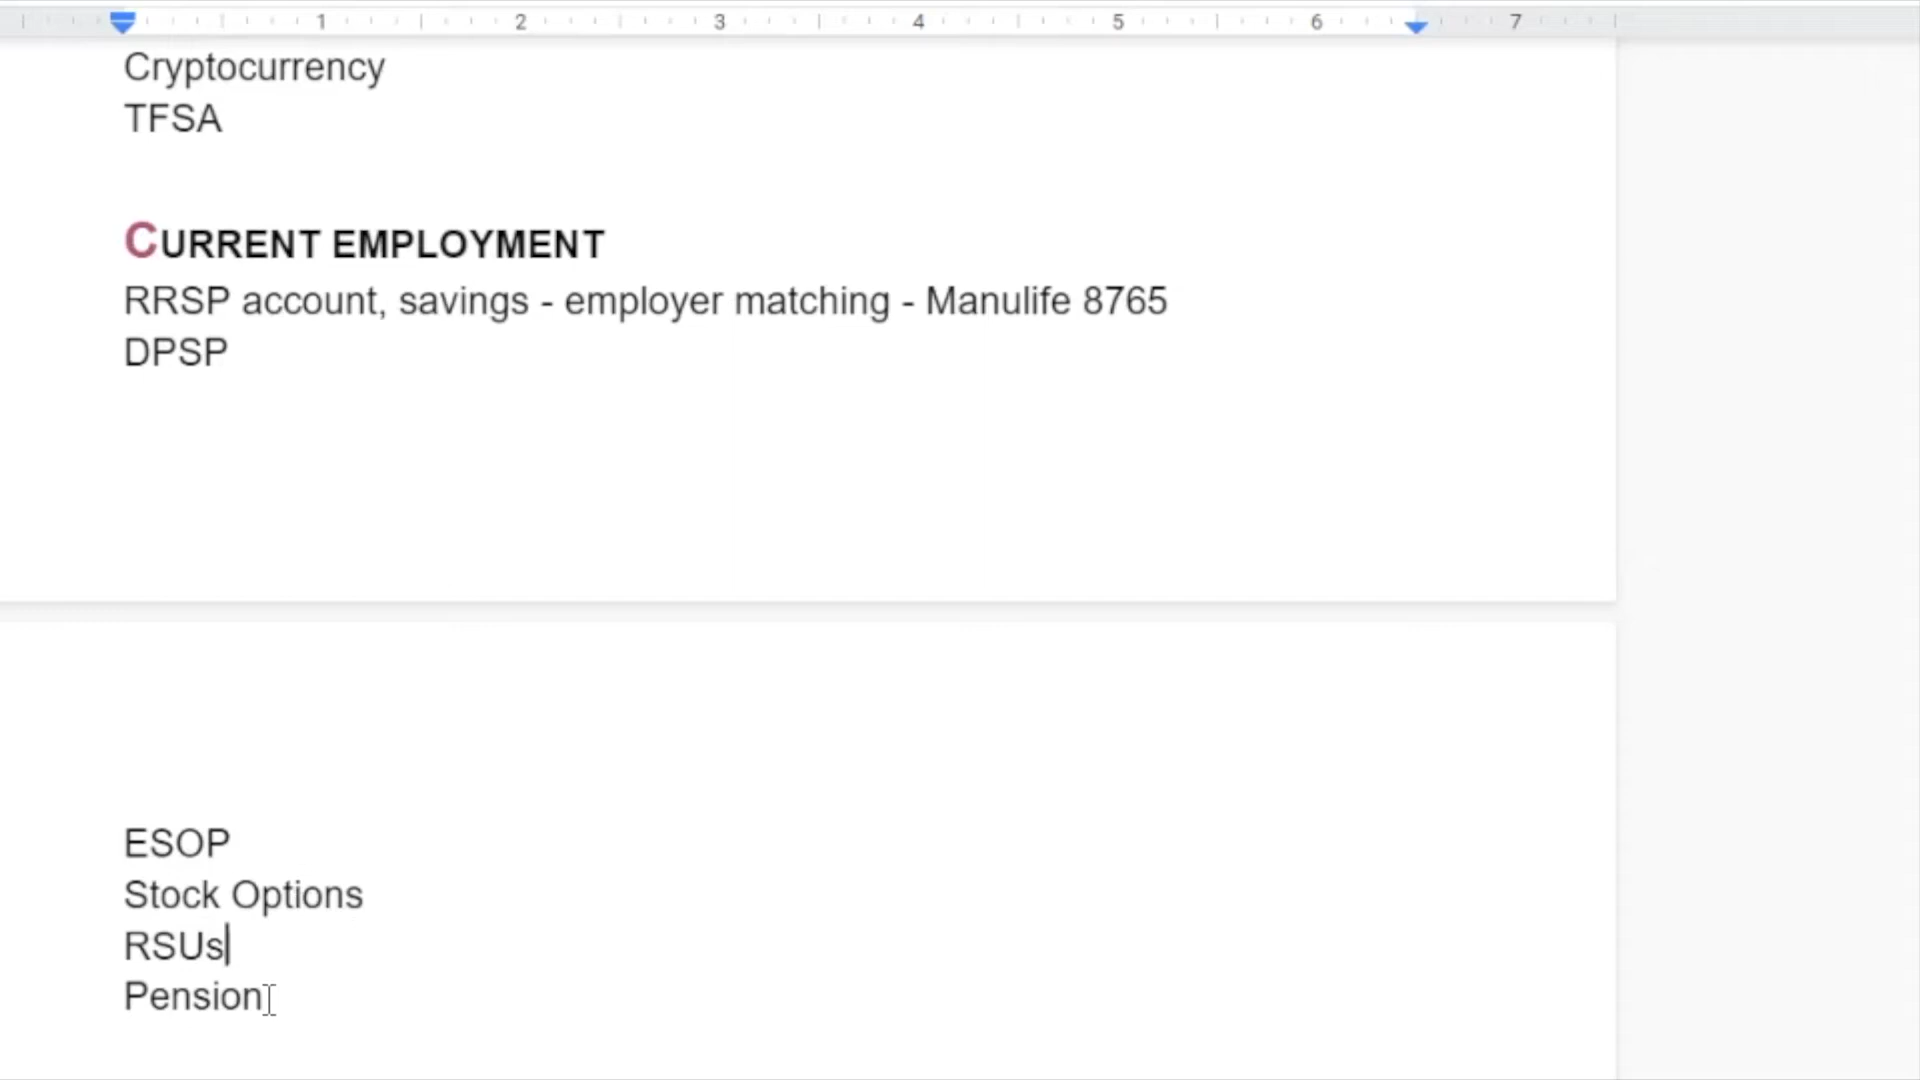 1 2 3 4 5 6 7
Cryptocurrency
TFSA
CURRENT EMPLOYMENT
RRSP account, savings - employer matching - Manulife 8765
DPSP
ESOP
Stock Options
RSUs
Pension